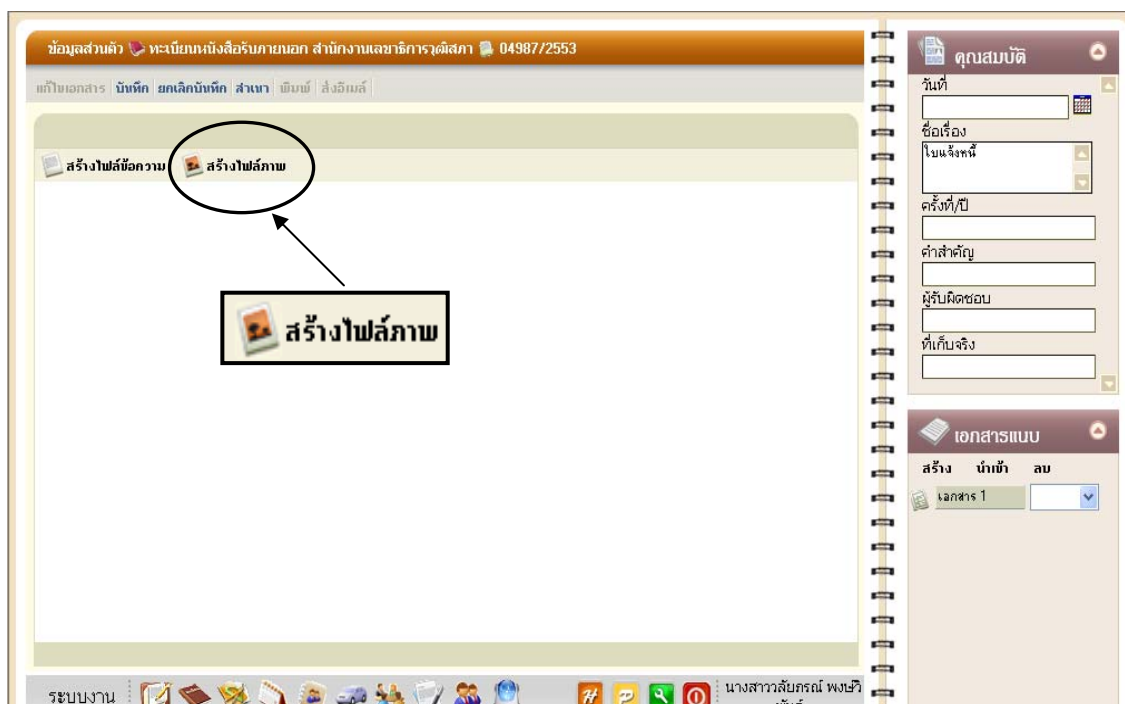 ข้อมูลส่วนตัว ทะเบียนหนังสือรับภายนอก สำนักงานเลขาธิการวุฒิสภา 04987/2553
แก้ไขเอกสาร บันทึก ยกเลิกบันทึก สำเนา พิมพ์ ส่งอีเมล์
สร้างไฟล์ข้อความ สร้างไฟล์ภาพ
สร้างไฟล์ภาพ
คุณสมบัติ
วันที่
ชื่อเรื่อง
ใบแจ้งหนี้
ครั้งที่/ปี
คำสำคัญ
ผู้รับผิดชอบ
ที่เก็บจริง
เอกสารแนบ
สร้าง นำเข้า ลบ
เอกสาร 1
ระบบงาน
นางสาววลัยภรณ์ พงษ์วิ